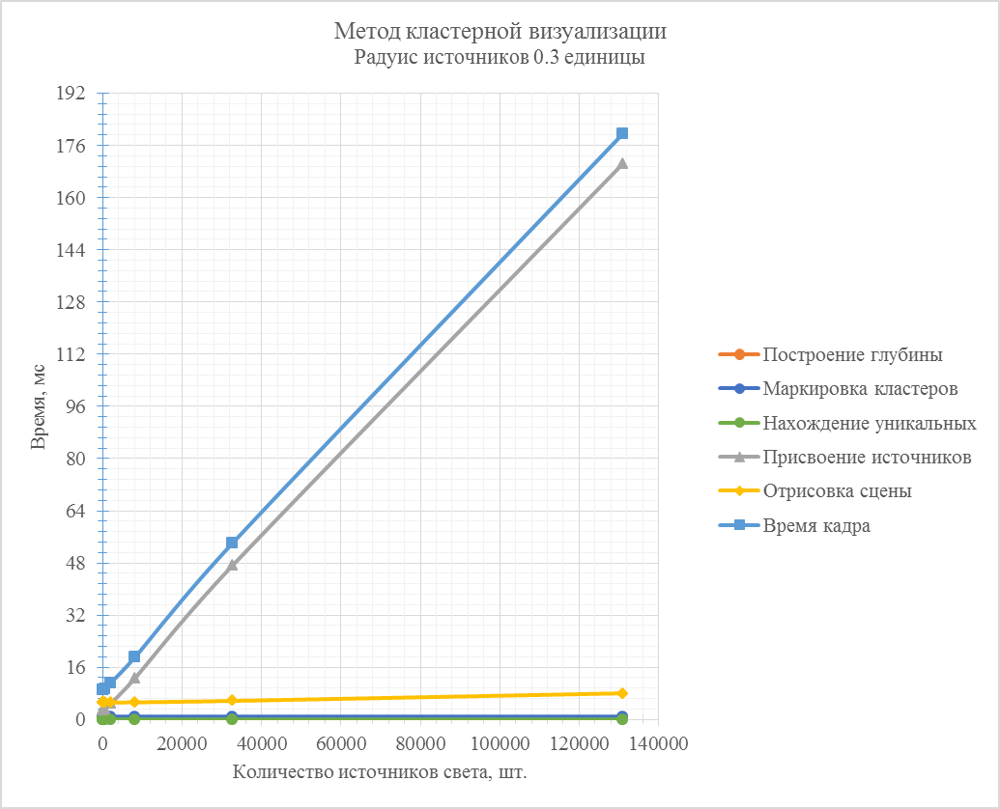 Метод кластерной визуализации
Радуис источников 0.3 единицы
192
176
160
144
128
112
96
80
64
48
32
16
0
Время, мс
0 20000 40000 60000 80000 100000 120000 140000
Количество источников света, шт.
Построение глубины
Маркировка кластеров
Нахождение уникальных
Присвоение источников
Отрисовка сцены
Время кадра